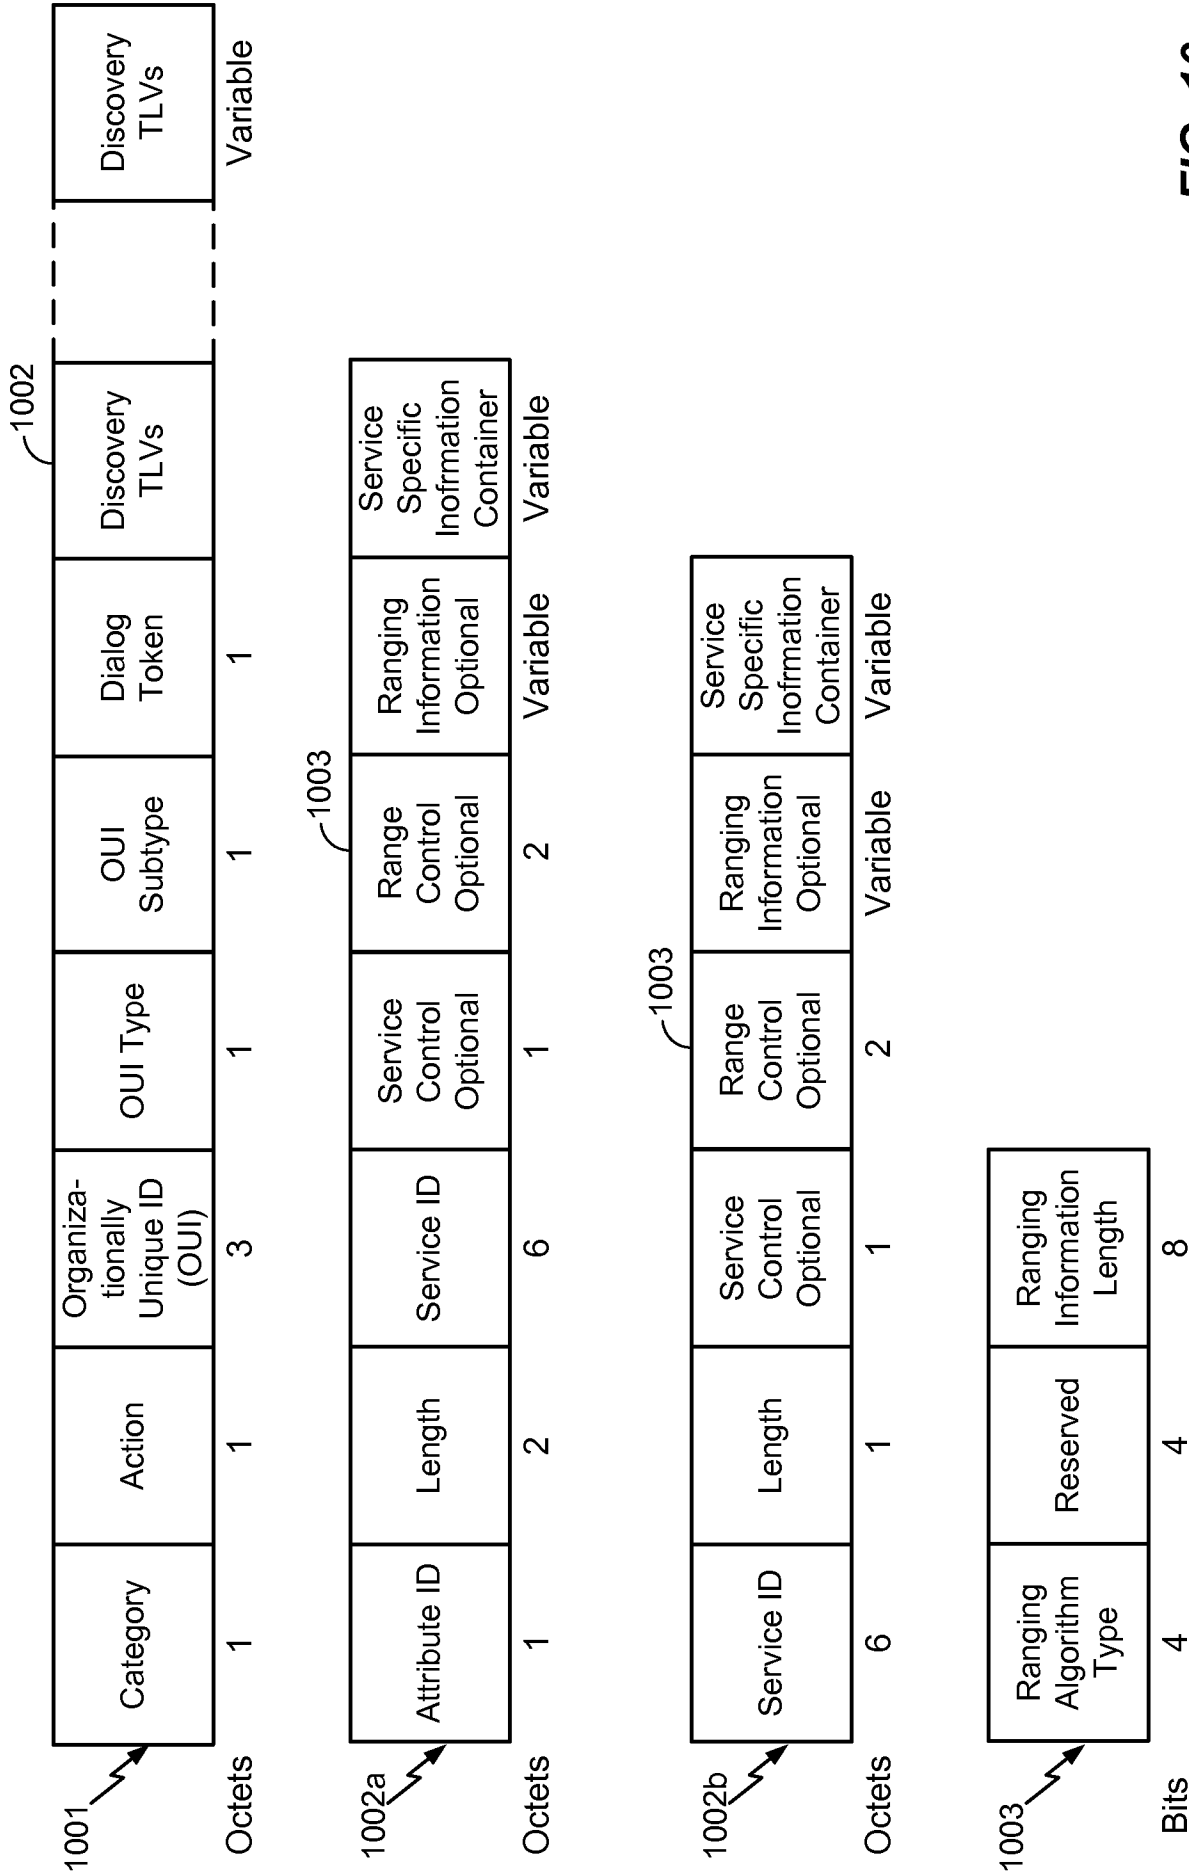 1001
1002
Category
Action
Organiza-
tionally
Unique ID
(OUI)
OUI Type
OUI
Subtype
Dialog
Token
Discovery
TLVs
Discovery
TLVs
Octets 1 1 3 1 1 1 Variable
1002a
1003
Attribute ID
Length
Service ID
Service
Control
Optional
Range
Control
Optional
Ranging
Information
Optional
Service
Specific
Inofrmation
Container
Octets 1 2 6 1 2 Variable Variable
1002b
1003
Service ID
Length
Service
Control
Optional
Range
Control
Optional
Ranging
Information
Optional
Service
Specific
Inofrmation
Container
Octets 6 1 1 2 Variable Variable
1003
Ranging
Algorithm
Type
Reserved
Ranging
Information
Length
Bits 4 4 8
FIG. 10